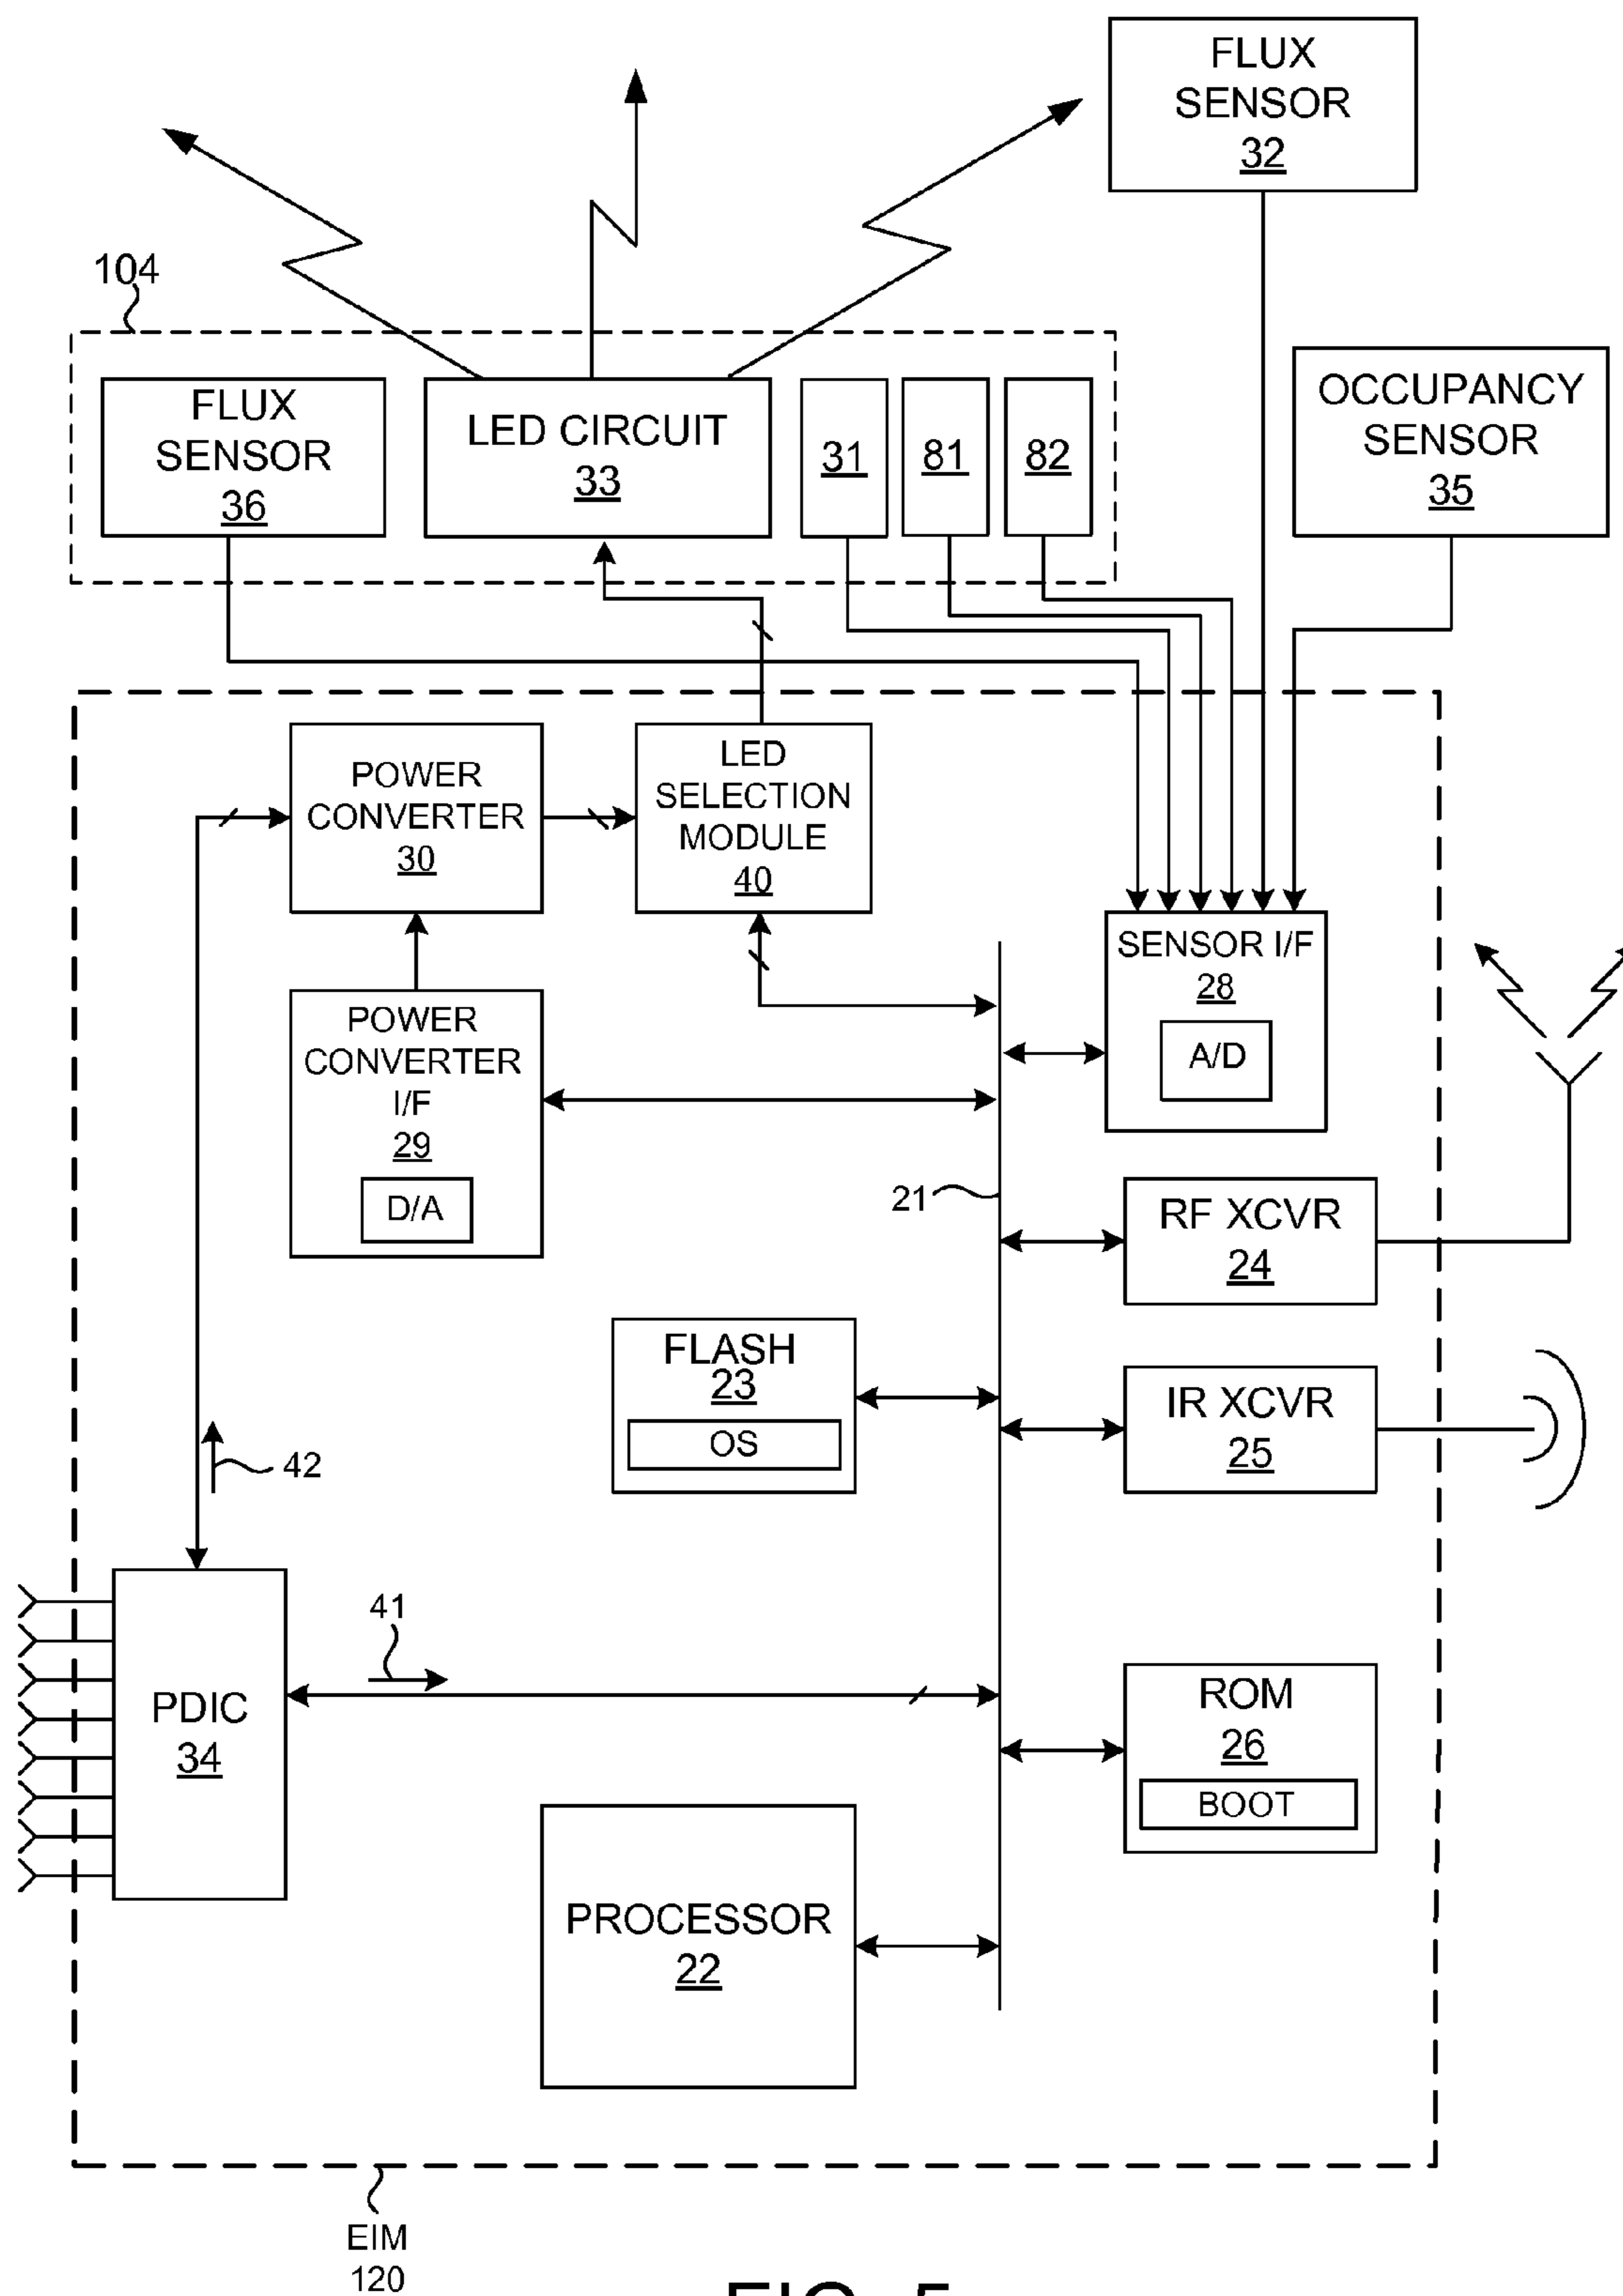 FLUX
SENSOR
32
104
FLUX
SENSOR
36
LED CIRCUIT
33
31
81
82
OCCUPANCY
SENSOR
35
POWER
CONVERTER
30
LED
SELECTION
MODULE
40
SENSOR I/F
28
A/D
POWER
CONVERTER
I/F
29
D/A
21
RF XCVR
24
FLASH
23
OS
IR XCVR
25
42
41
PDIC
34
ROM
26
BOOT
PROCESSOR
22
EIM
120
FIG. 5